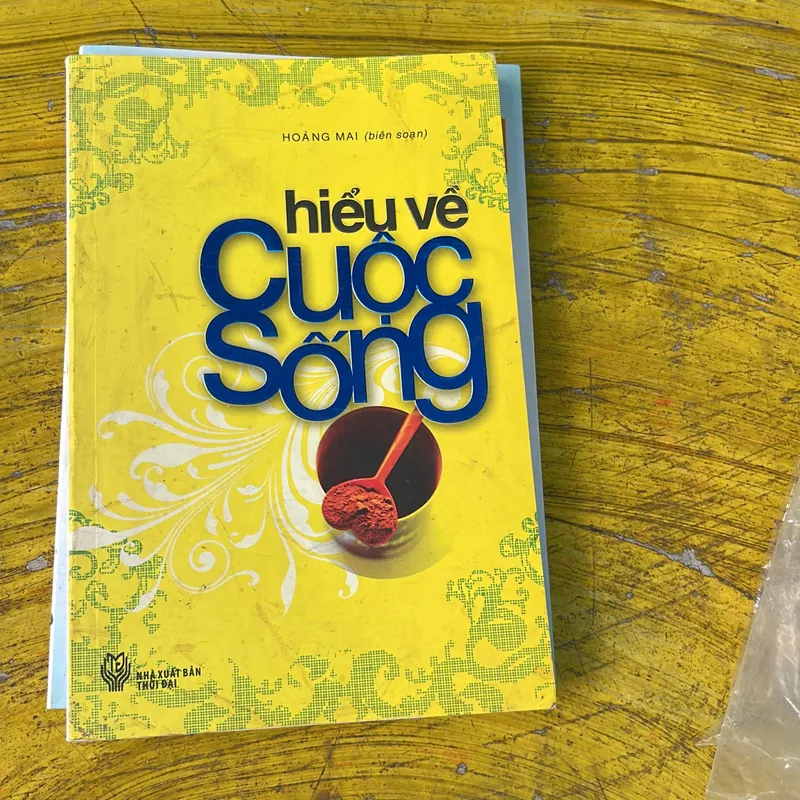 HOÀNG MAI (biên soạn)
hiểu về
Cuộc
Sống
NHÀ XUẤT BẢN
THỜI ĐẠI